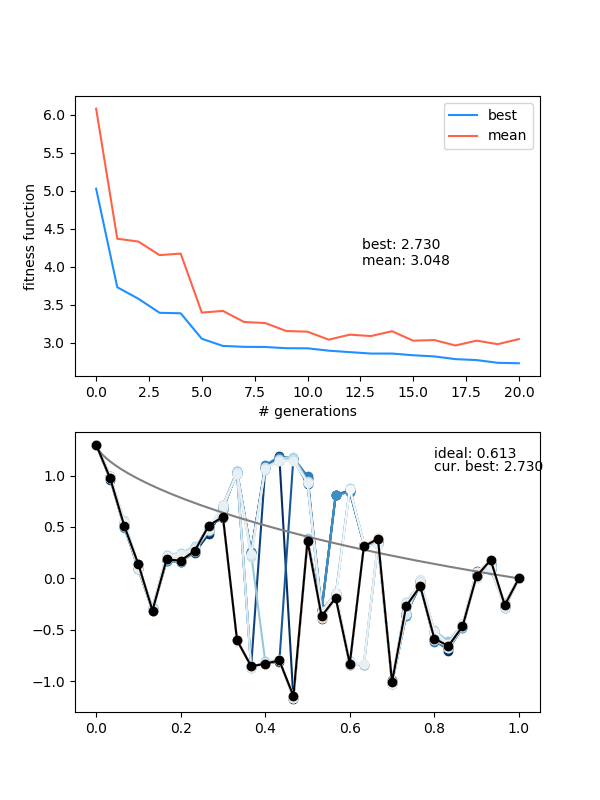 6.0
5.5
5.0
4.5
4.0
3.5
3.0
fitness function
best
mean
best: 2.730
mean: 3.048
0.0 2.5 5.0 7.5 10.0 12.5 15.0 17.5 20.0
# generations
ideal: 0.613
cur. best: 2.730
1.0
0.5
0.0
−0.5
−1.0
0.0 0.2 0.4 0.6 0.8 1.0